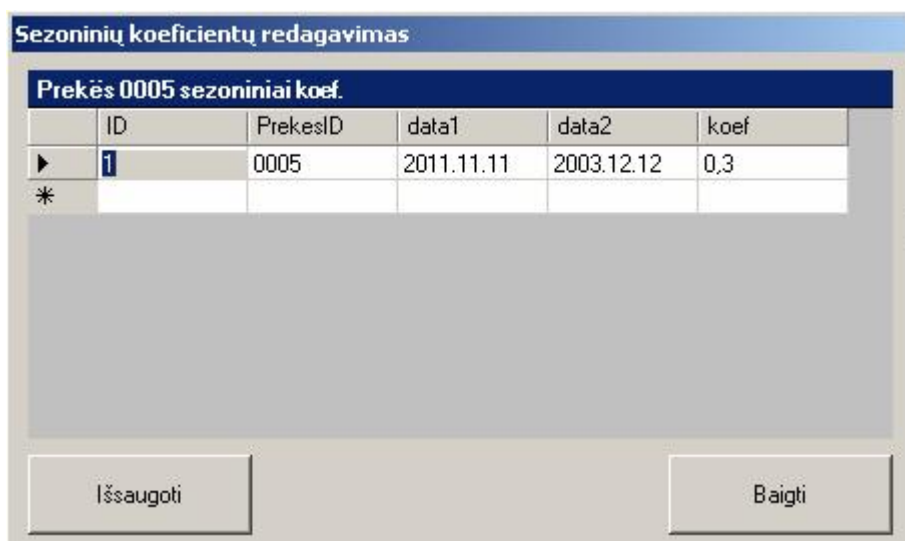 Sezoninių koeficientų redagavimas
Prekės 0005 sezoniniai koef.
ID PrekesID data1 data2 koef
1 0005 2011.11.11 2003.12.12 0,3
Išsaugoti Baigti